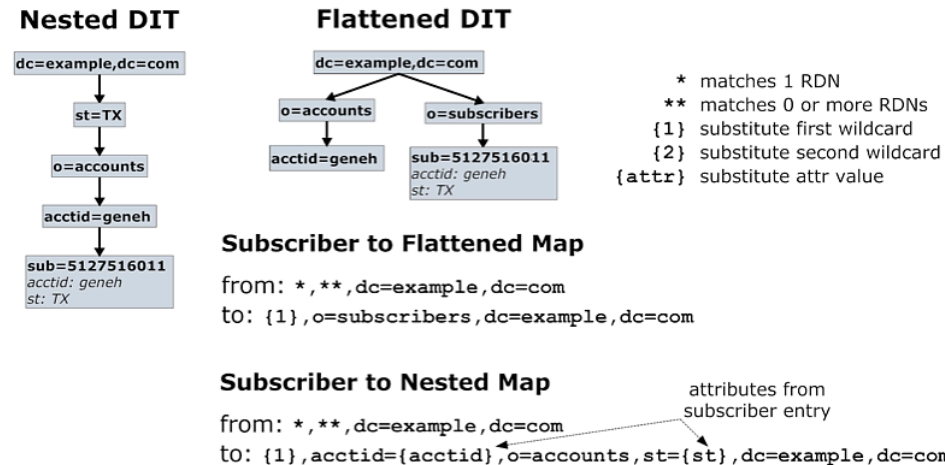 Nested DIT
dc=example,dc=com
st=TX
o=accounts
acctid=geneh
sub=5127516011
acctid: geneh
st: TX
Flattened DIT
dc=example,dc=com
o=accounts
o=subscribers
acctid=geneh
sub=5127516011
acctid: geneh
st: TX
* matches 1 RDN
** matches 0 or more RDNs
{1} substitute first wildcard
{2} substitute second wildcard
{attr} substitute attr value
Subscriber to Flattened Map
from: *,**,dc=example,dc=com
to: {1},o=subscribers,dc=example,dc=com
Subscriber to Nested Map
attributes from
subscriber entry
from: *,**,dc=example,dc=com
to: {1},acctid={acctid},o=accounts,st={st},dc=example,dc=com